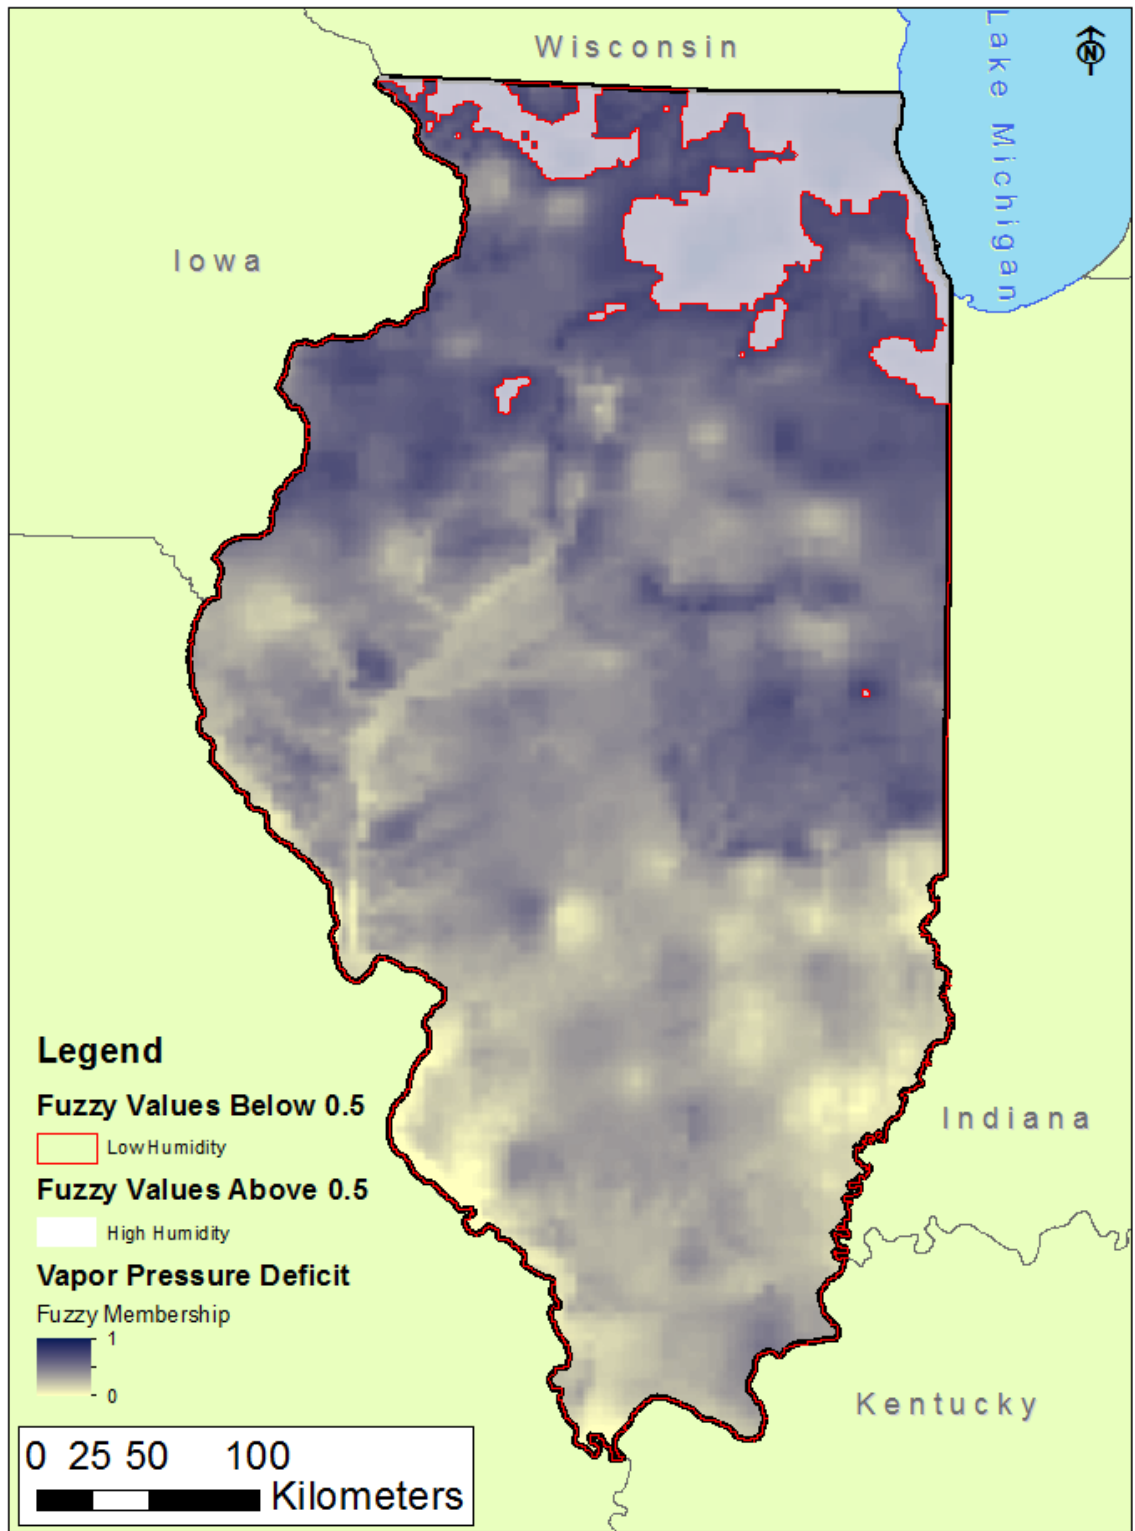 Wisconsin
N
Lake Michigan
Iowa
Legend
Fuzzy Values Below 0.5
Low Humidity
Fuzzy Values Above 0.5
High Humidity
Vapor Pressure Deficit
Fuzzy Membership
1
0
Indiana
Kentucky
0 25 50 100
Kilometers